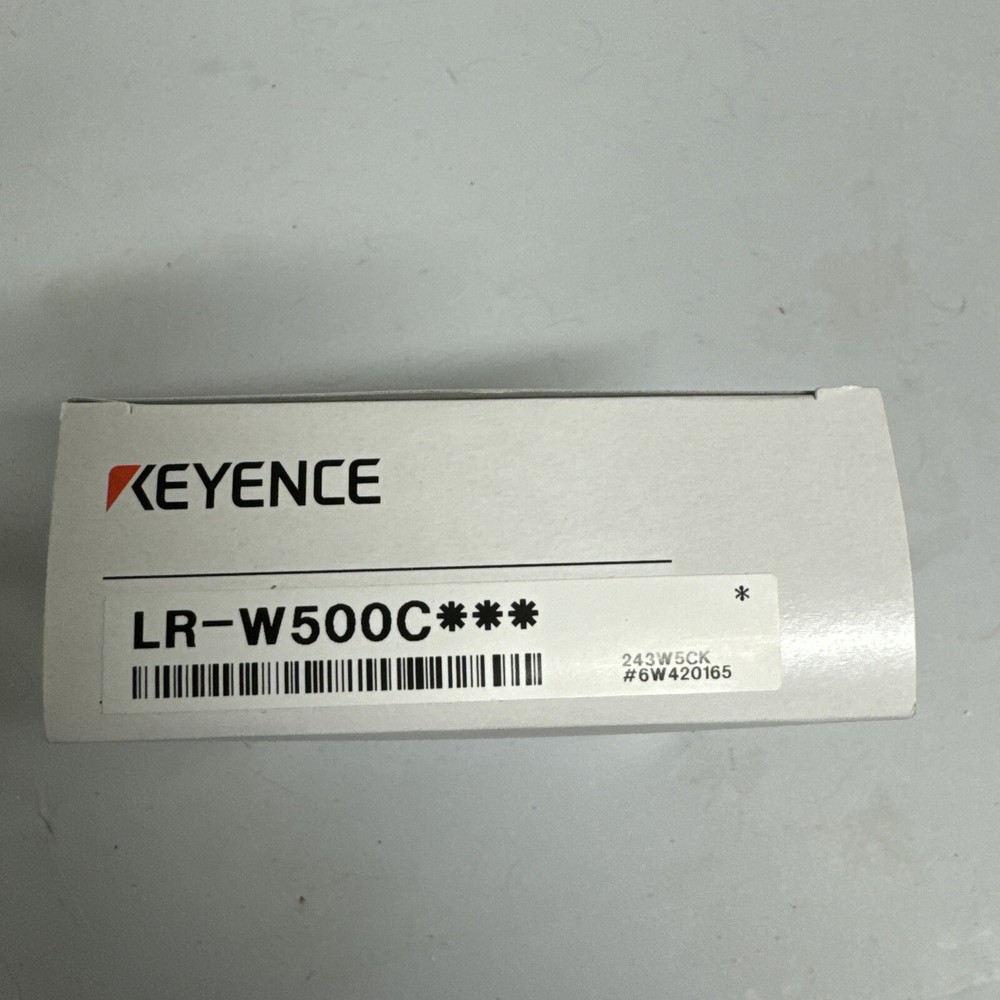 KEYENCE
*
LR-W500C***
243W5CK
#6W420165